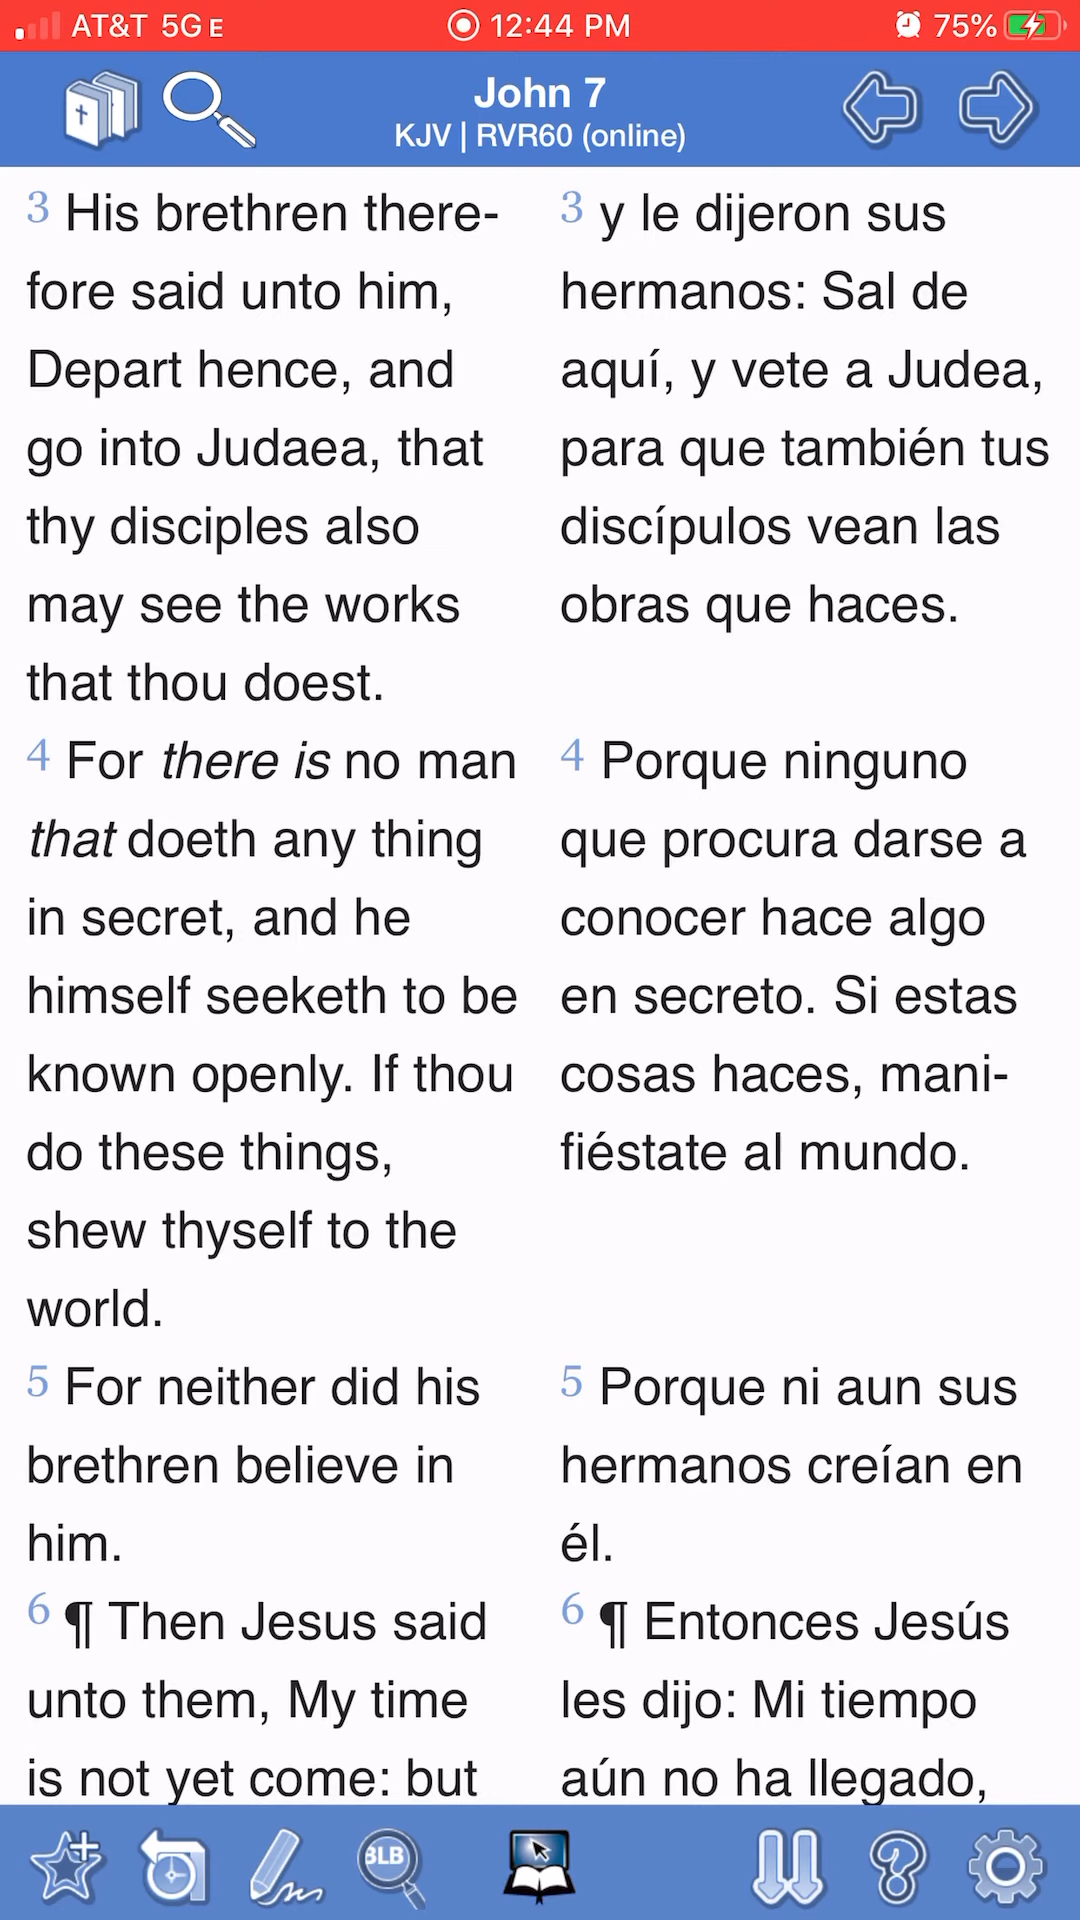 AT&T 5G E 12:44 PM 75%
John 7
KJV | RVR60 (online)
3 His brethren there-
fore said unto him,
Depart hence, and
go into Judaea, that
thy disciples also
may see the works
that thou doest.
4 For there is no man
that doeth any thing
in secret, and he
himself seeketh to be
known openly. If thou
do these things,
shew thyself to the
world.
5 For neither did his
brethren believe in
him.
6 ¶ Then Jesus said
unto them, My time
is not yet come: but
3 y le dijeron sus
hermanos: Sal de
aquí, y vete a Judea,
para que también tus
discípulos vean las
obras que haces.
4 Porque ninguno
que procura darse a
conocer hace algo
en secreto. Si estas
cosas haces, mani-
fiéstate al mundo.
5 Porque ni aun sus
hermanos creían en
él.
6 ¶ Entonces Jesús
les dijo: Mi tiempo
aún no ha llegado,
BLB